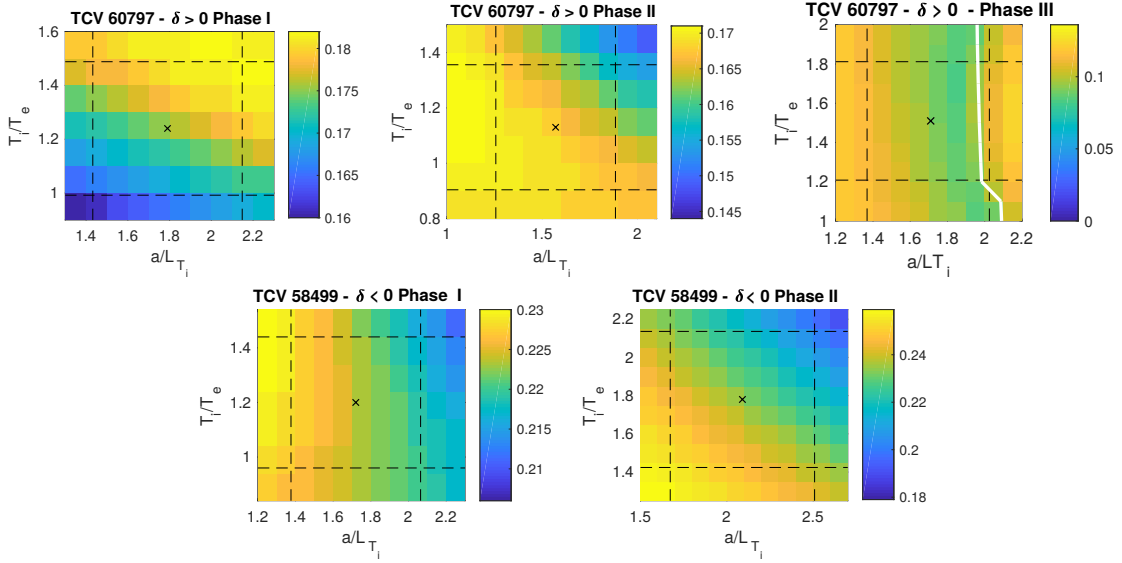 TCV 60797 - δ > 0 Phase I
1.6
1.4
1.2
1
T_i/T_e
1.4 1.6 1.8 2 2.2
a/L_{T_i}
0.18
0.175
0.17
0.165
0.16
TCV 60797 - δ > 0 Phase II
1.4
1.2
1
0.8
T_i/T_e
1 1.5 2
a/L_{T_i}
0.17
0.165
0.16
0.155
0.15
0.145
TCV 60797 - δ > 0 - Phase III
2
1.8
1.6
1.4
1.2
1
T_i/T_e
1.2 1.4 1.6 1.8 2 2.2
a/LT_i
0.1
0.05
0
TCV 58499 - δ < 0 Phase I
1.4
1.2
1
T_i/T_e
1.2 1.4 1.6 1.8 2 2.2
a/L_{T_i}
0.23
0.225
0.22
0.215
0.21
TCV 58499 - δ < 0 Phase II
2.2
2
1.8
1.6
1.4
T_i/T_e
1.5 2 2.5
a/L_{T_i}
0.24
0.22
0.2
0.18